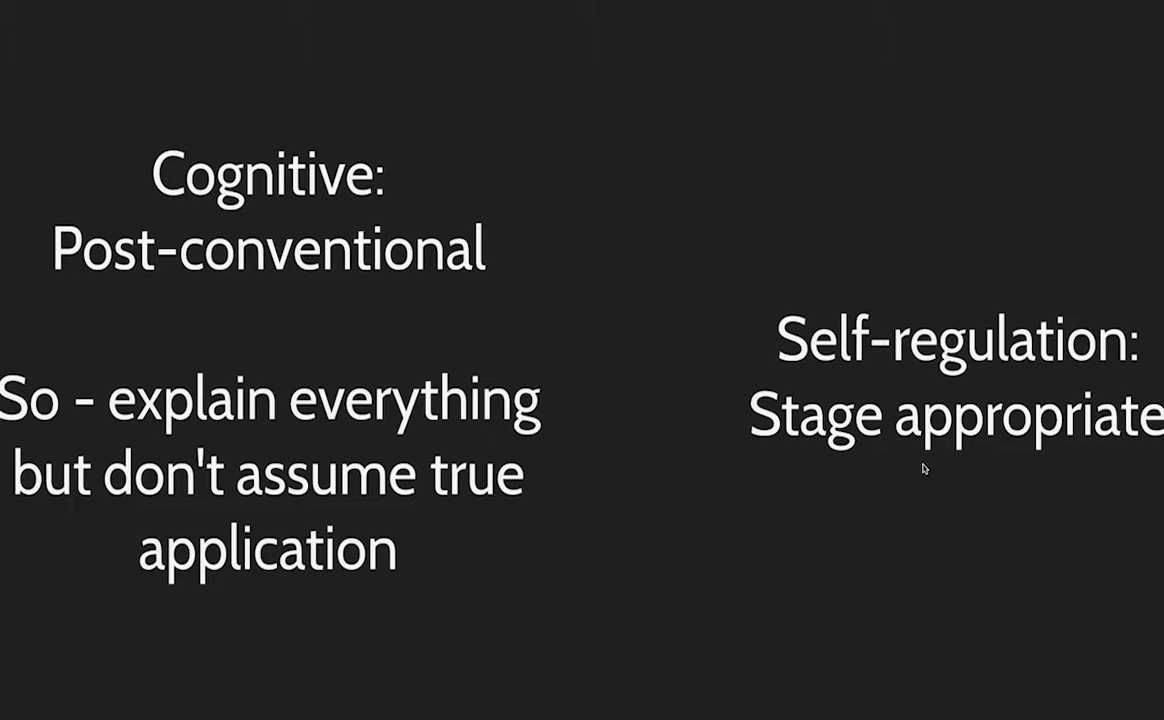 Cognitive:
Post-conventional
So - explain everything
but don't assume true
application
Self-regulation:
Stage appropriate